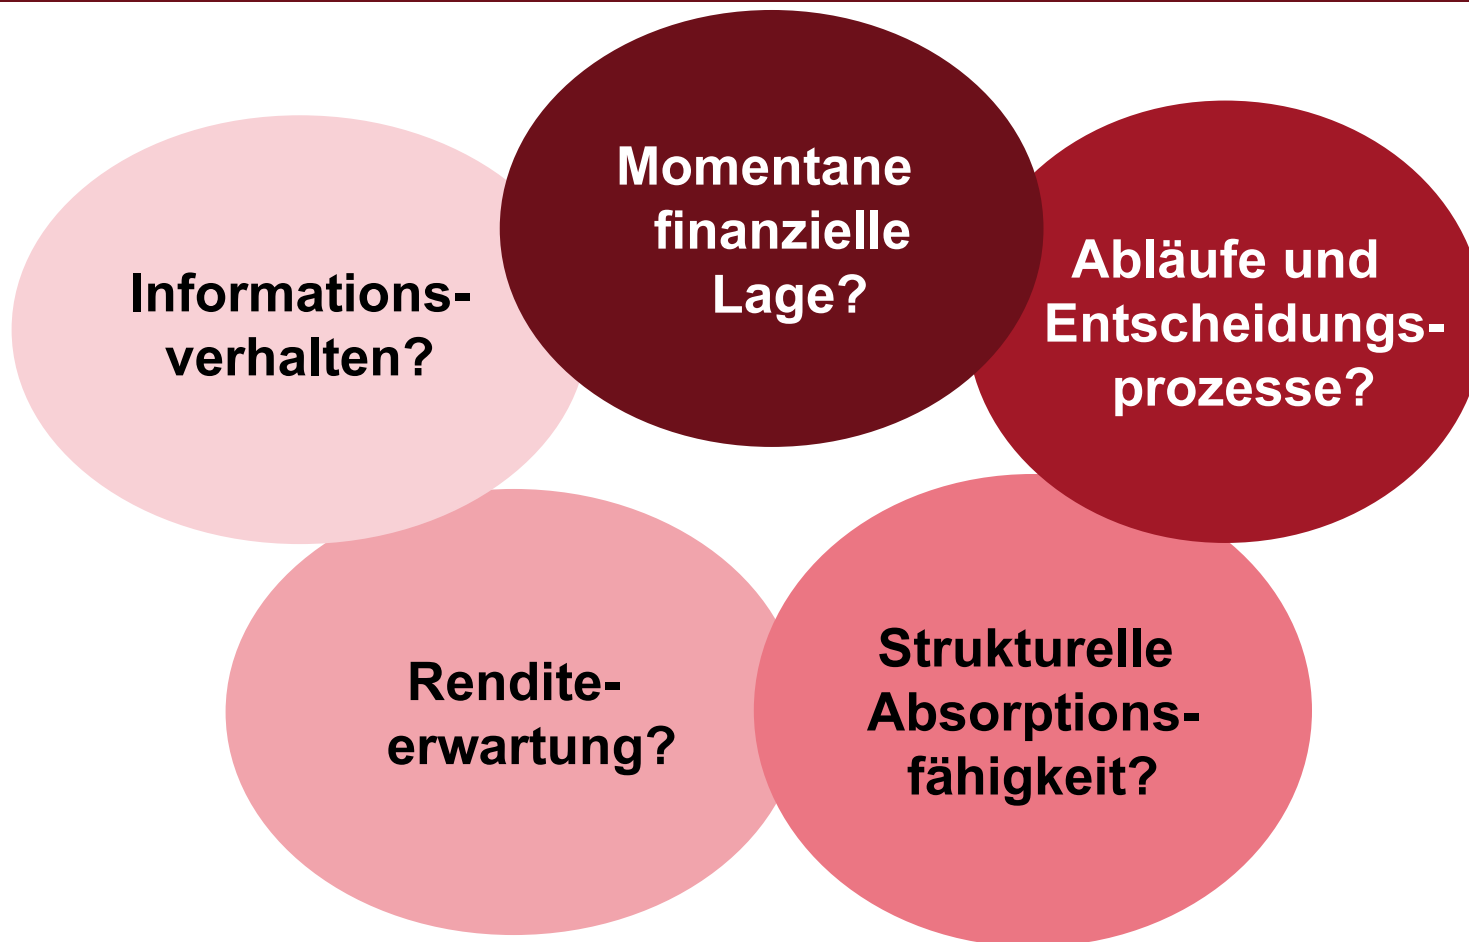 Momentane
finanzielle
Lage?
Informations-
verhalten?
Abläufe und
Entscheidungs-
prozesse?
Rendite-
erwartung?
Strukturelle
Absorptions-
fähigkeit?